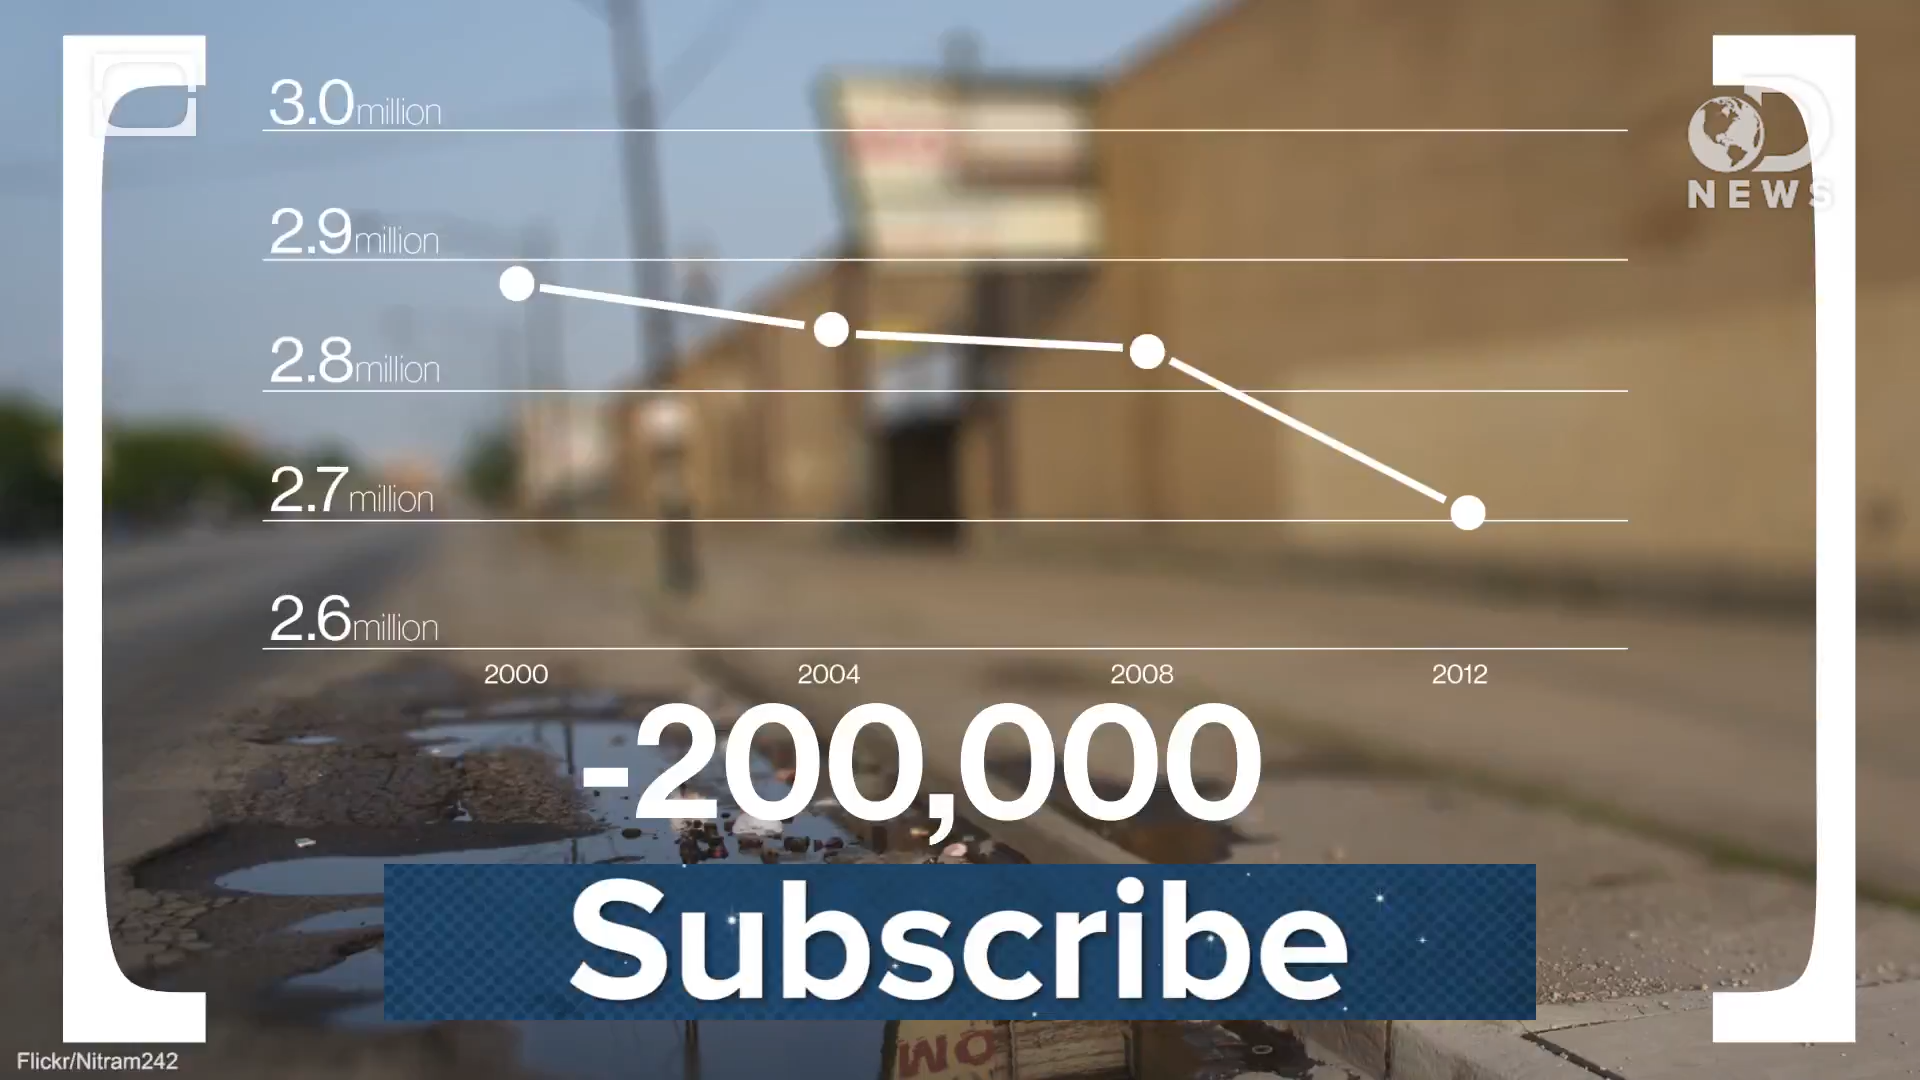 3.0million
2.9million
2.8million
2.7million
2.6million
2000 2004 2008 2012
-200,000
Subscribe
D
NEWS
Flickr/Nitram242